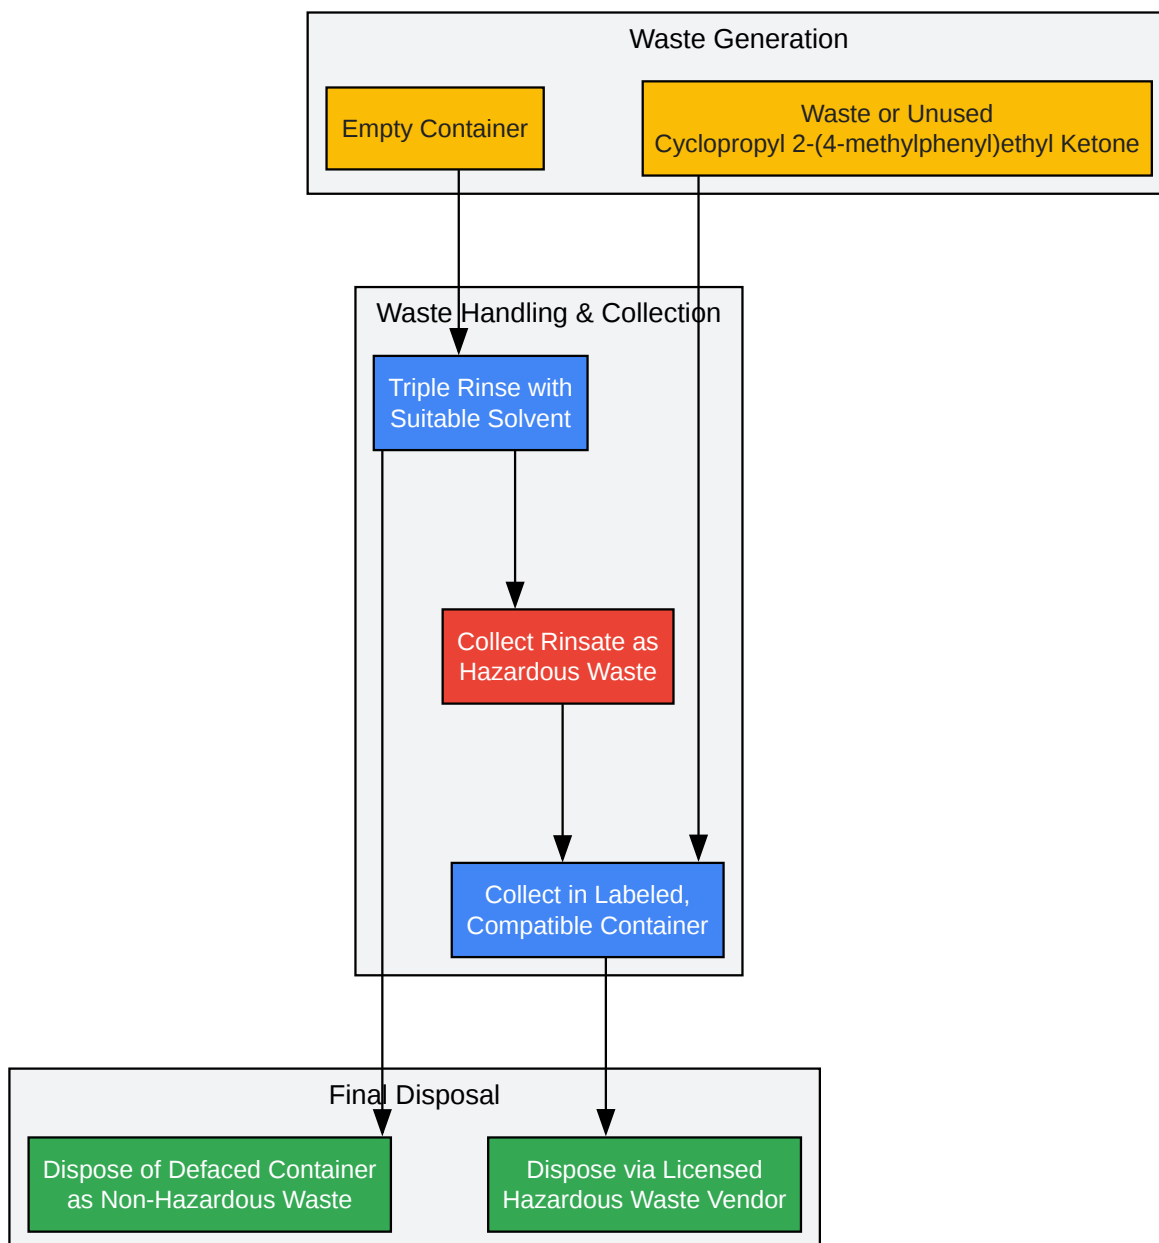 Waste Generation
Empty Container
Waste or Unused
Cyclopropyl 2-(4-methylphenyl)ethyl Ketone
Waste Handling & Collection
Triple Rinse with
Suitable Solvent
Collect Rinsate as
Hazardous Waste
Collect in Labeled,
Compatible Container
Final Disposal
Dispose of Defaced Container
as Non-Hazardous Waste
Dispose via Licensed
Hazardous Waste Vendor